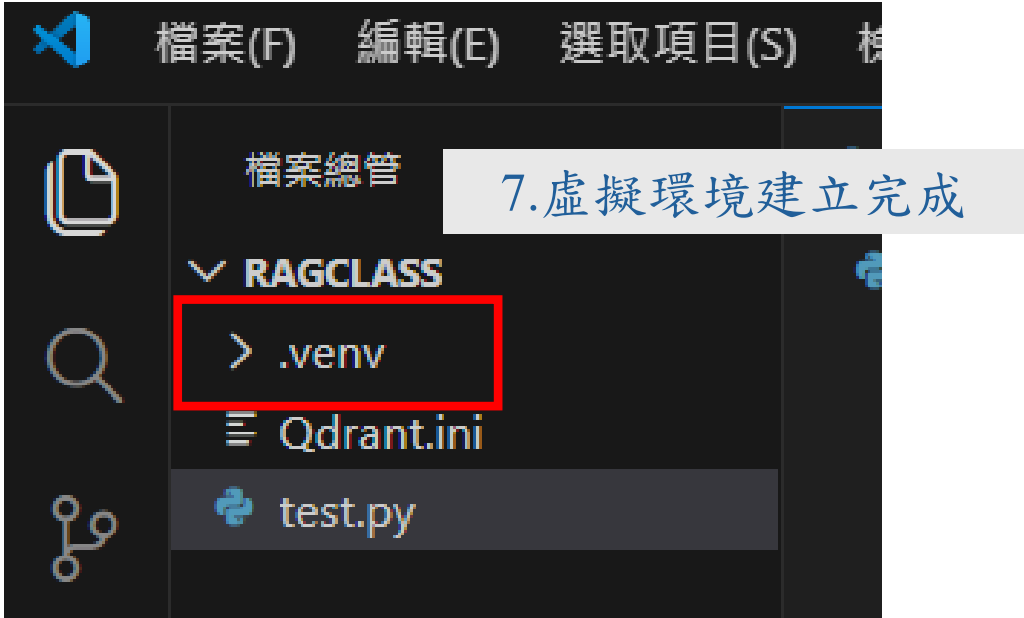 檔案(F) 編輯(E) 選取項目(S)
檔案總管
7.虛擬環境建立完成
RAGCLASS
.venv
Qdrant.ini
test.py